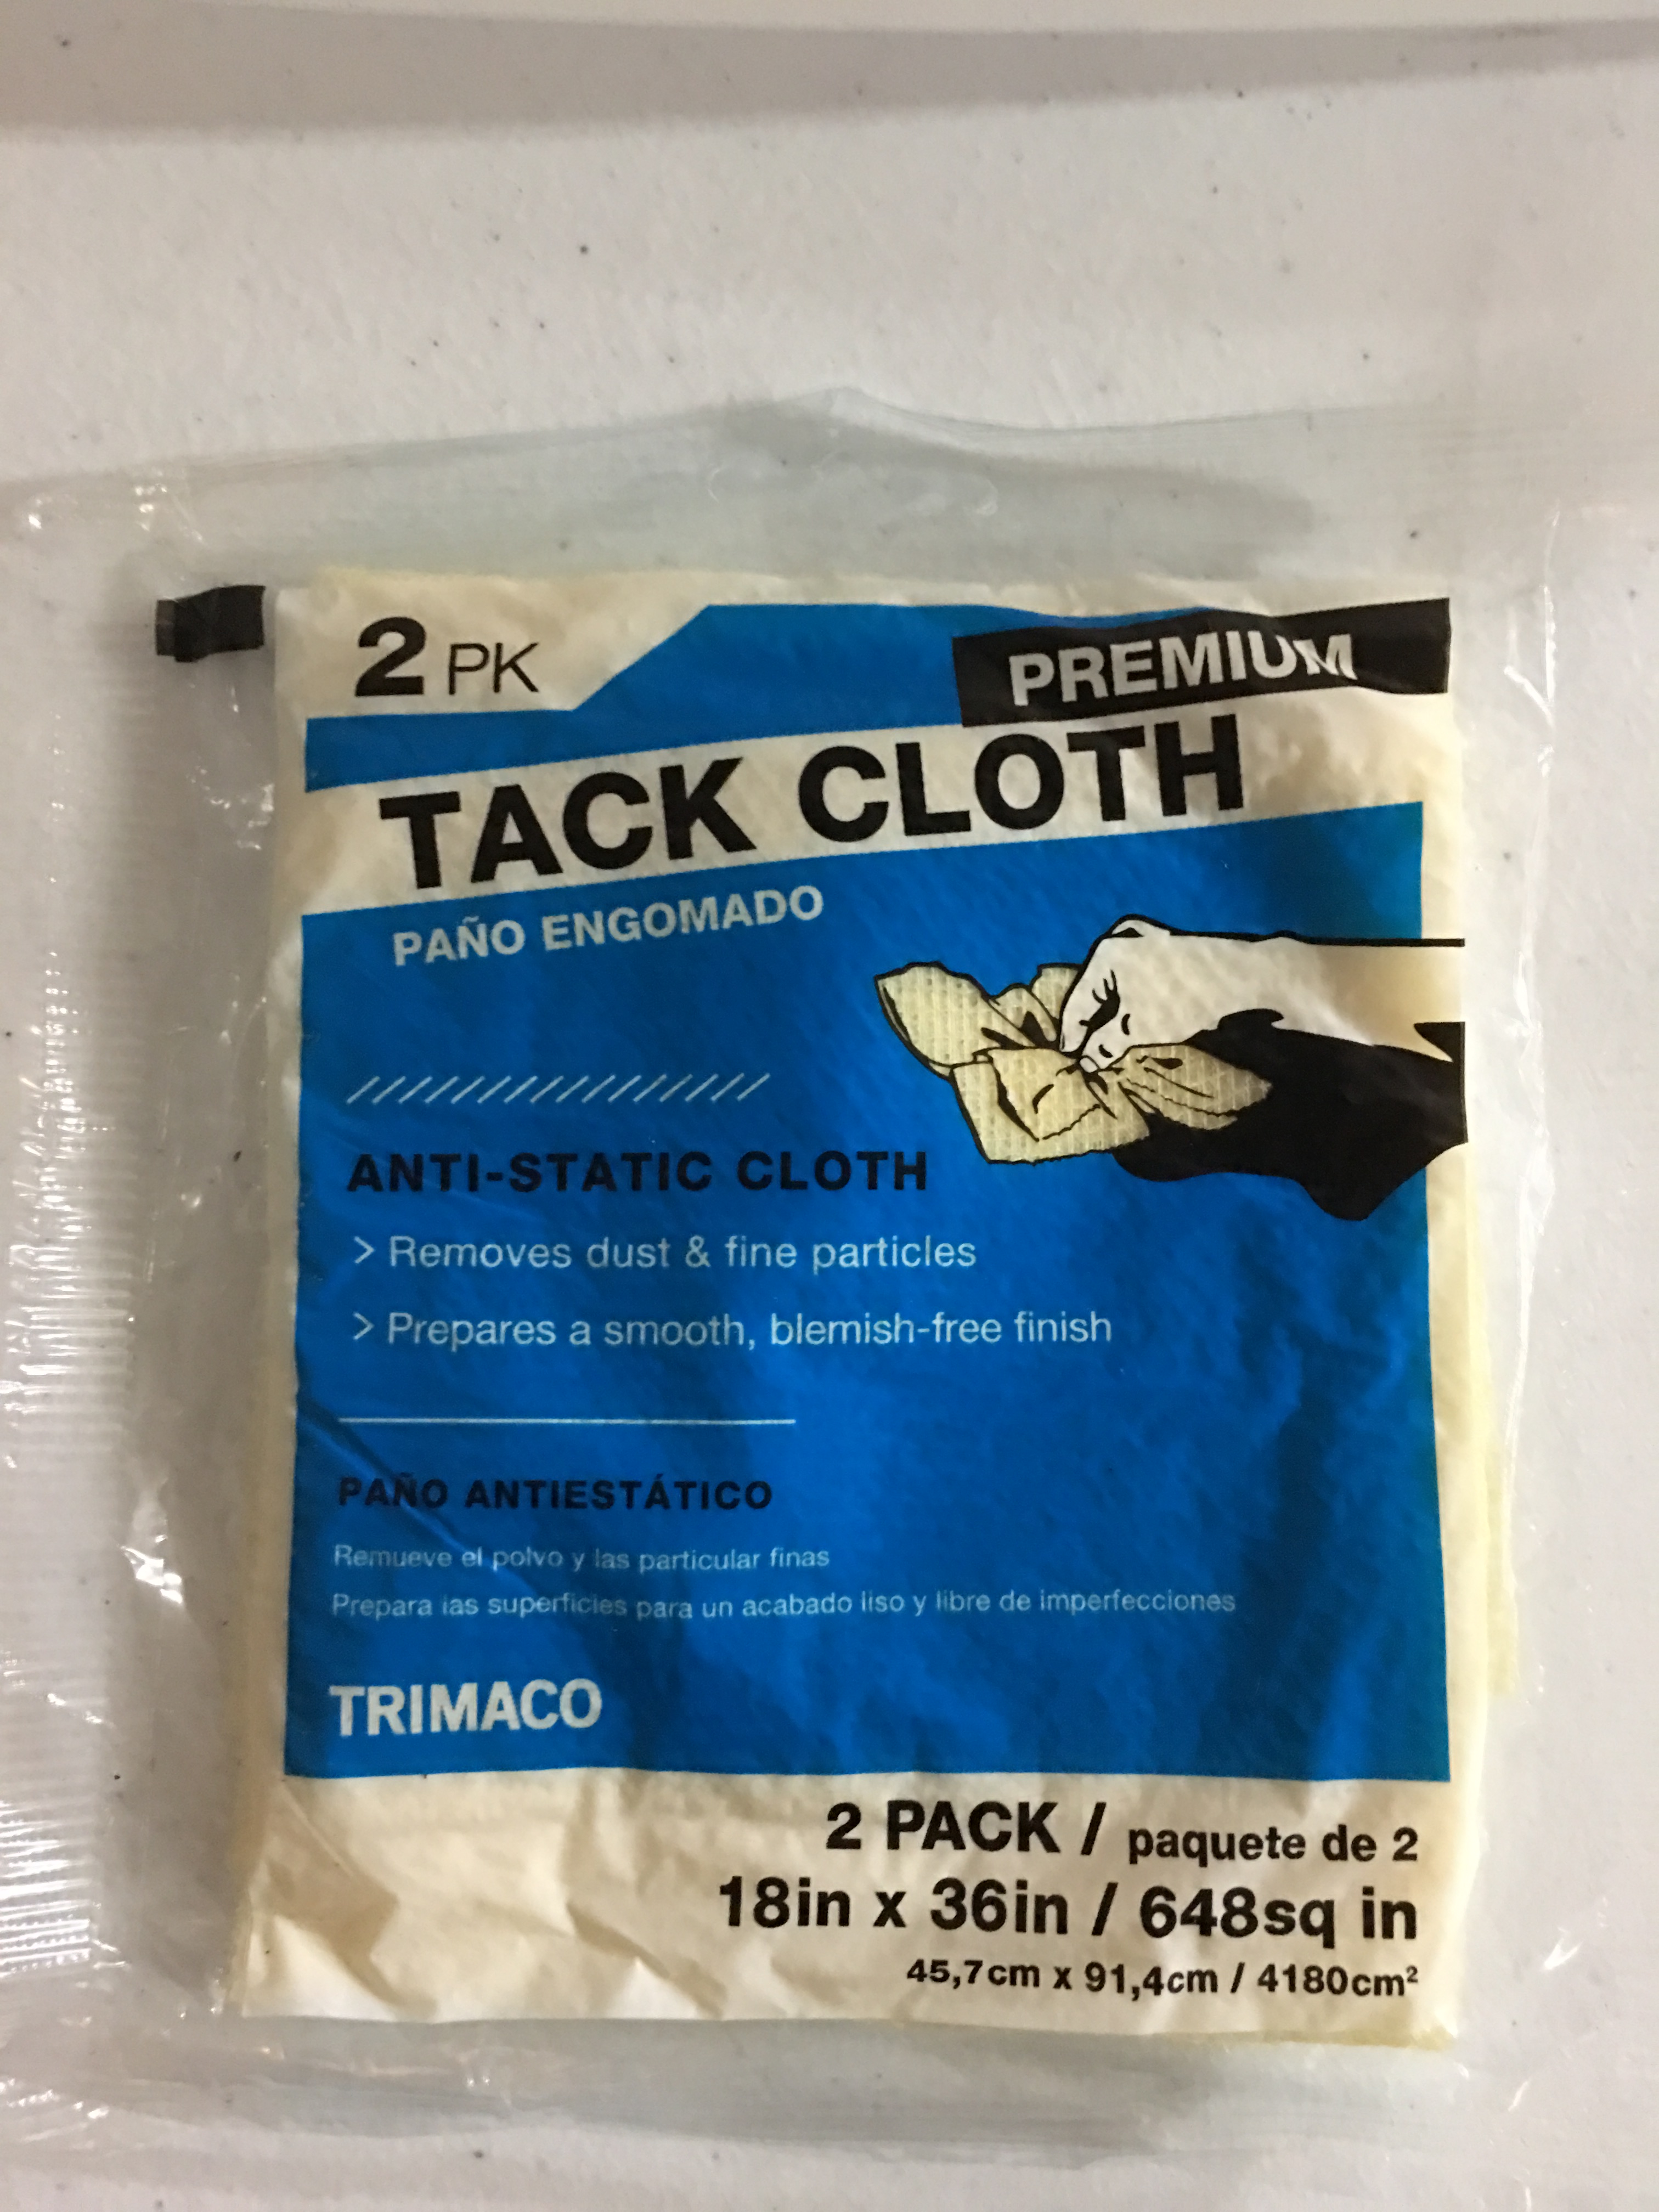 2 PK
PREMIUM
TACK CLOTH
PAÑO ENGOMADO
ANTI-STATIC CLOTH
> Removes dust & fine particles
> Prepares a smooth, blemish-free finish
PAÑO ANTIESTÁTICO
Remueve el polvo y las particular finas
Prepara las superficies para un acabado liso y libre de imperfecciones
TRIMACO
2 PACK / paquete de 2
18in x 36in / 648sq in
45,7cm x 91,4cm / 4180cm²